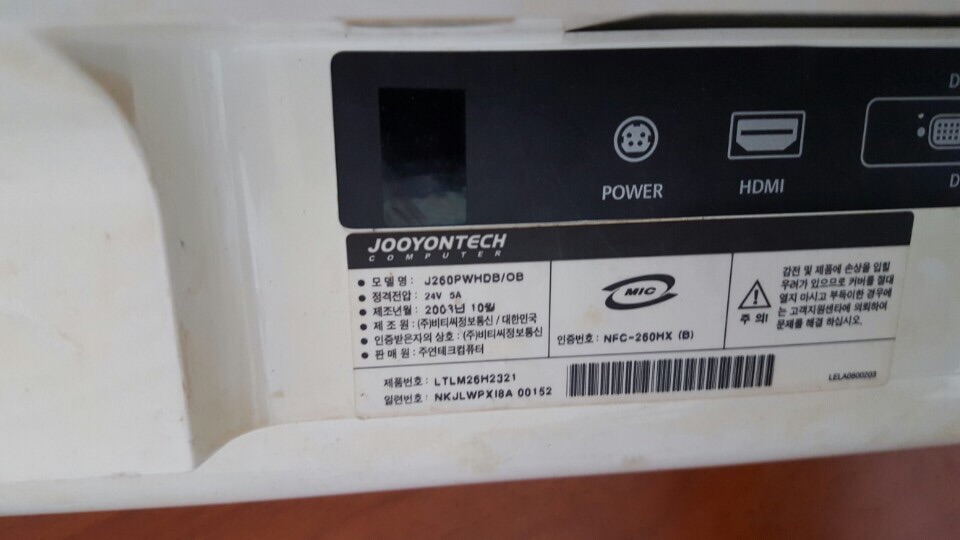 D
POWER
HDMI
D
JOOYONTECH
COMPUTER
모 델 명 : J260PWHDB/OB
정격전압 : 24V 5A
제조년월 : 2008년 10월
제 조 원 : (주)비티씨정보통신 / 대한민국
인증받은자의 상호 : (주)비티씨정보통신
판 매 원 : 주연테크컴퓨터
MIC
인증번호 : NFC-260HX (B)
주 의!
감전 및 제품에 손상을 입힐
우려가 있으므로 커버를 절대
열지 마시고 부득이한 경우에
는 고객지원센타에 의뢰하여
문제를 해결 하십시오.
제품번호 : LTLM26H2321
일련번호 : NKJLWPXI8A 00152
LELA0800203